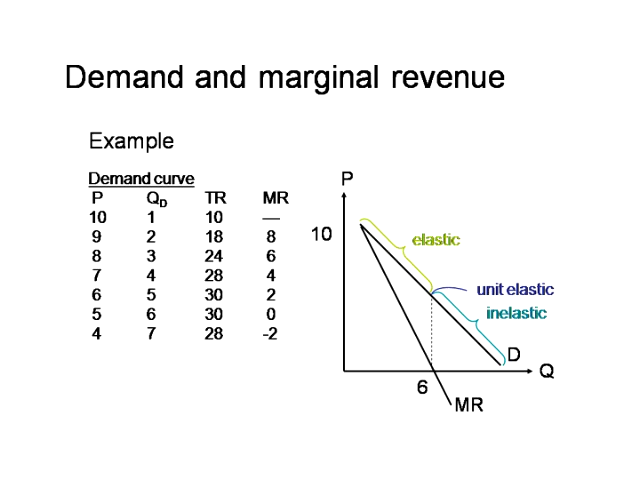 Demand and marginal revenue
Example
Demand curve
P QD TR MR
10 1 10 —
9 2 18 8
8 3 24 6
7 4 28 4
6 5 30 2
5 6 30 0
4 7 28 -2
P
10
elastic
unit elastic
inelastic
D
Q
6
MR